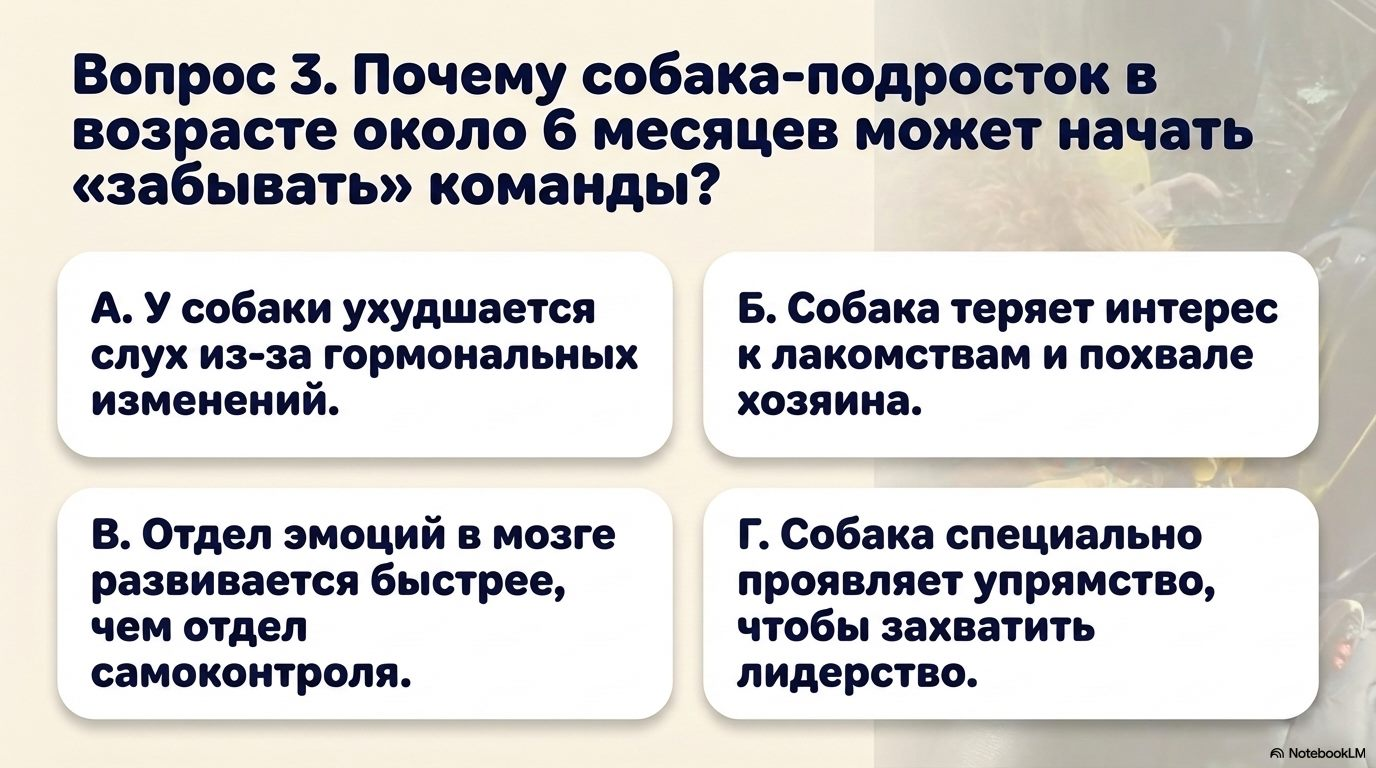 Вопрос 3. Почему собака-подросток в
возрасте около 6 месяцев может начать
«забывать» команды?
А. У собаки ухудшается
слух из-за гормональных
изменений.
Б. Собака теряет интерес
к лакомствам и похвале
хозяина.
В. Отдел эмоций в мозге
развивается быстрее,
чем отдел
самоконтроля.
Г. Собака специально
проявляет упрямство,
чтобы захватить
лидерство.
NotebookLM